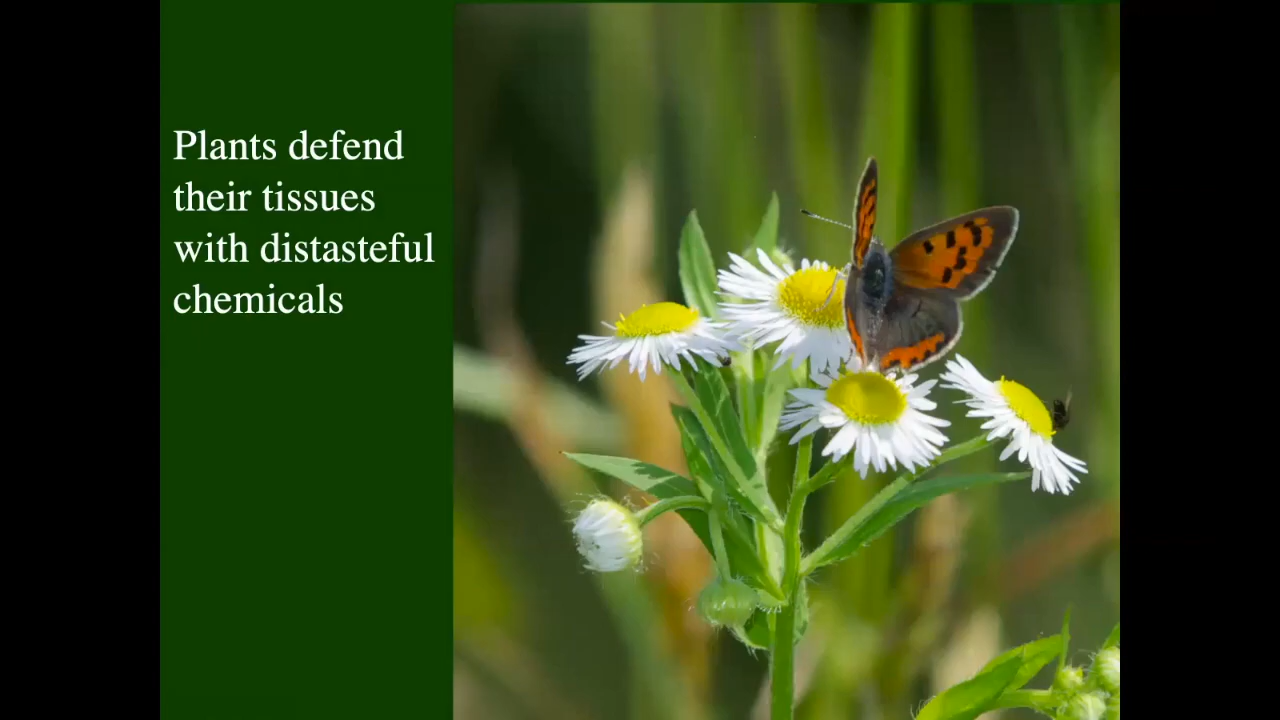 Plants defend
their tissues
with distasteful
chemicals